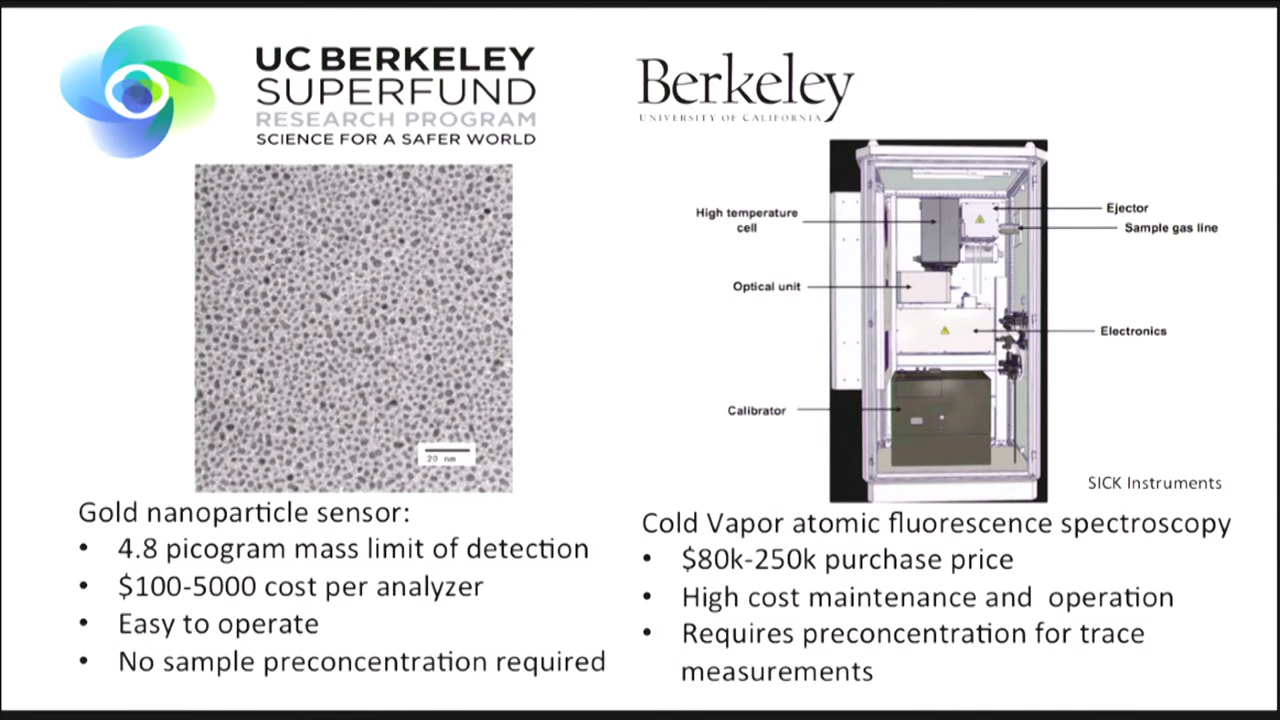 UC BERKELEY
SUPERFUND
RESEARCH PROGRAM
SCIENCE FOR A SAFER WORLD
Berkeley
UNIVERSITY OF CALIFORNIA
20 nm
High temperature
cell
Optical unit
Calibrator
Ejector
Sample gas line
Electronics
SICK Instruments
Gold nanoparticle sensor:
• 4.8 picogram mass limit of detection
• $100-5000 cost per analyzer
• Easy to operate
• No sample preconcentration required
Cold Vapor atomic fluorescence spectroscopy
• $80k-250k purchase price
• High cost maintenance and operation
• Requires preconcentration for trace
measurements